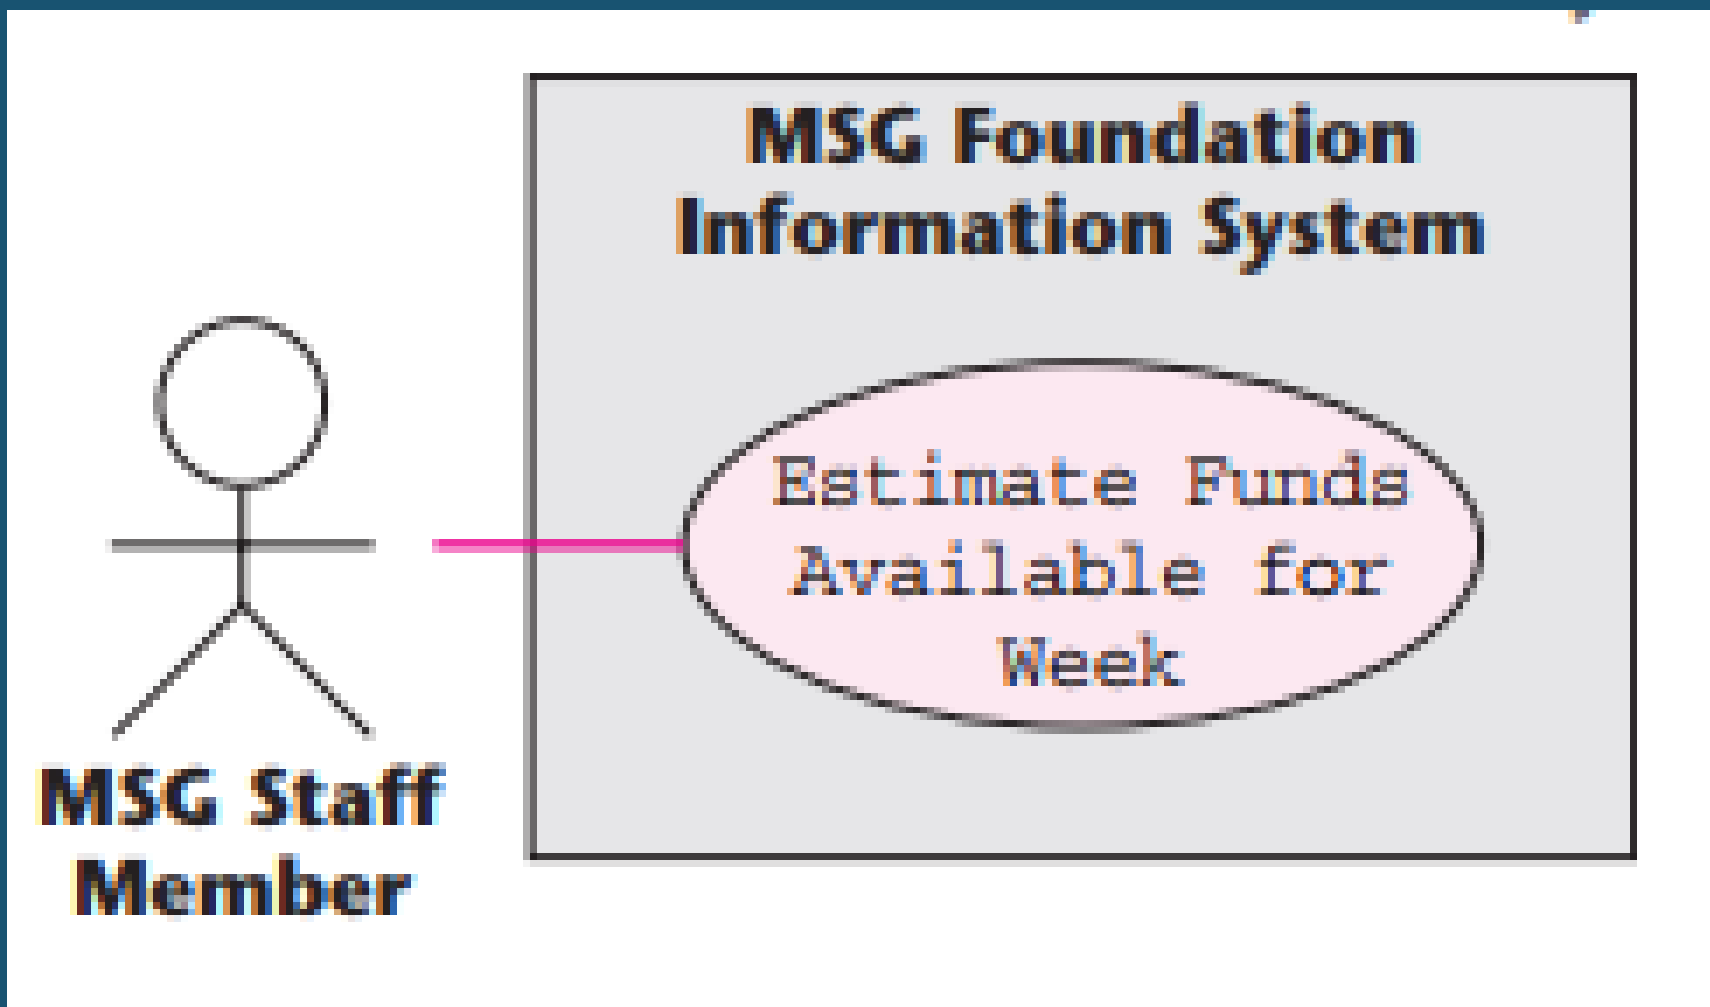 MSG Foundation
Information System
Estimate Funds
Available for
Week
MSG Staff
Member